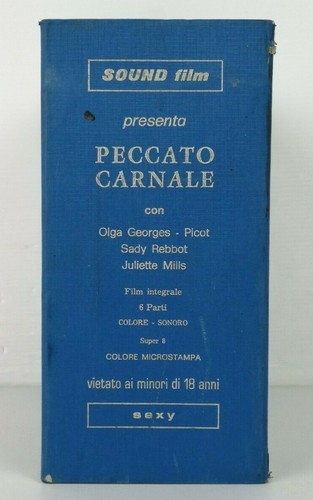 SOUND film
presenta
PECCATO
CARNALE
con
Olga Georges - Picot
Sady Rebbot
Juliette Mills
Film integrale
6 Parti
COLORE - SONORO
Super 8
COLORE MICROSTAMPA
vietato ai minori di 18 anni
sexy